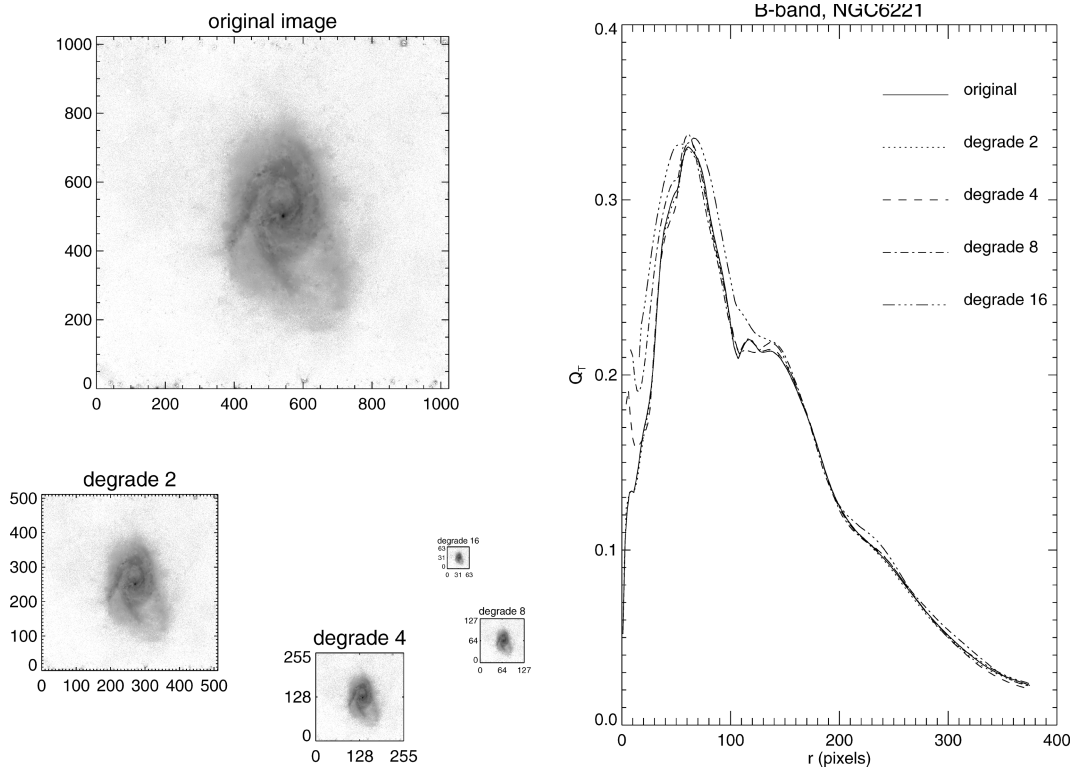 original image
1000
800
600
400
200
0
0 200 400 600 800 1000
degrade 2
500
400
300
200
100
0
0 100 200 300 400 500
degrade 4
255
128
0
0 128 255
degrade 16
63
31
0
0 31 63
degrade 8
127
64
0
0 64 127
B-band, NGC6221
0.4
0.3
0.2
0.1
0.0
QT
original
degrade 2
degrade 4
degrade 8
degrade 16
0 100 200 300 400
r (pixels)